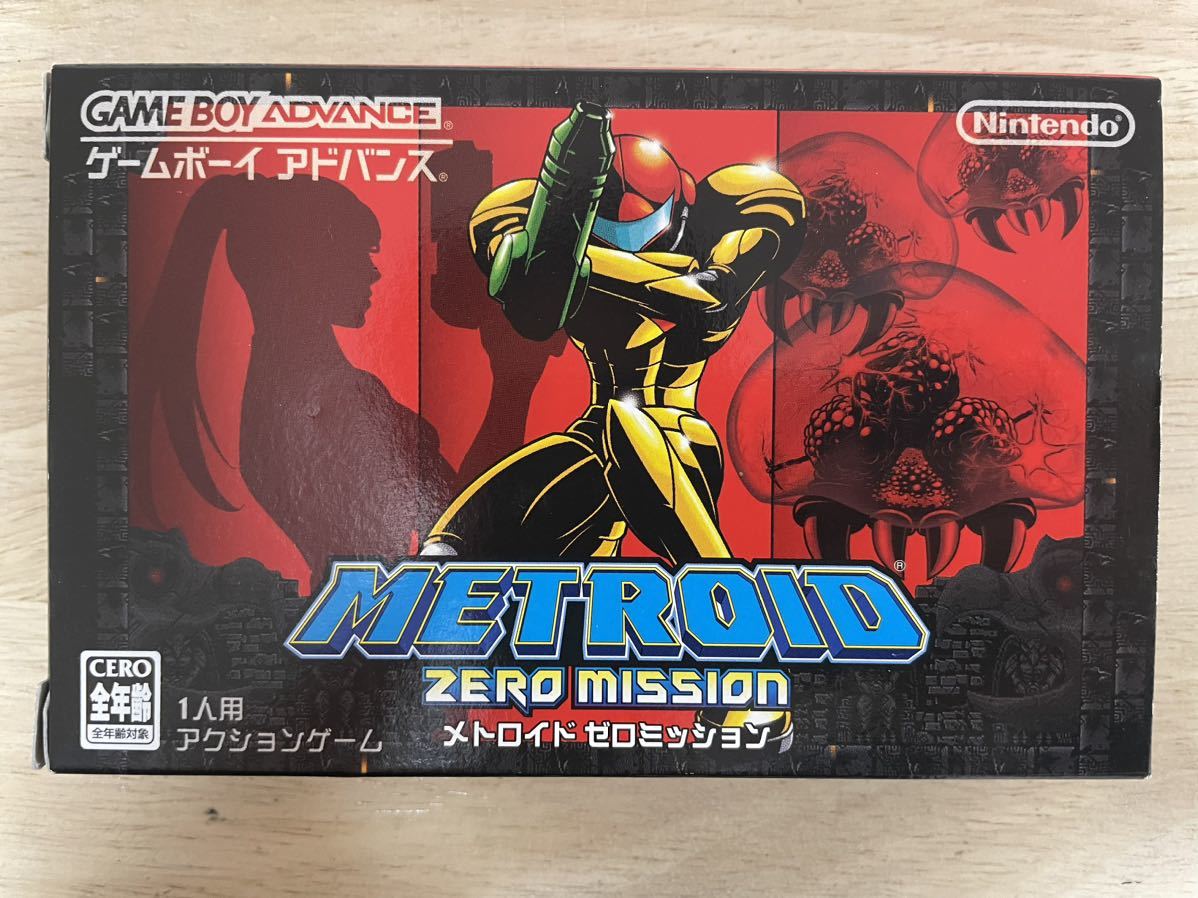 GAME BOY ADVANCE®
ゲームボーイ アドバンス®
Nintendo®
METROID®
ZERO MISSION
メトロイド ゼロミッション
CERO
全年齢
全年齢対象
1人用
アクションゲーム